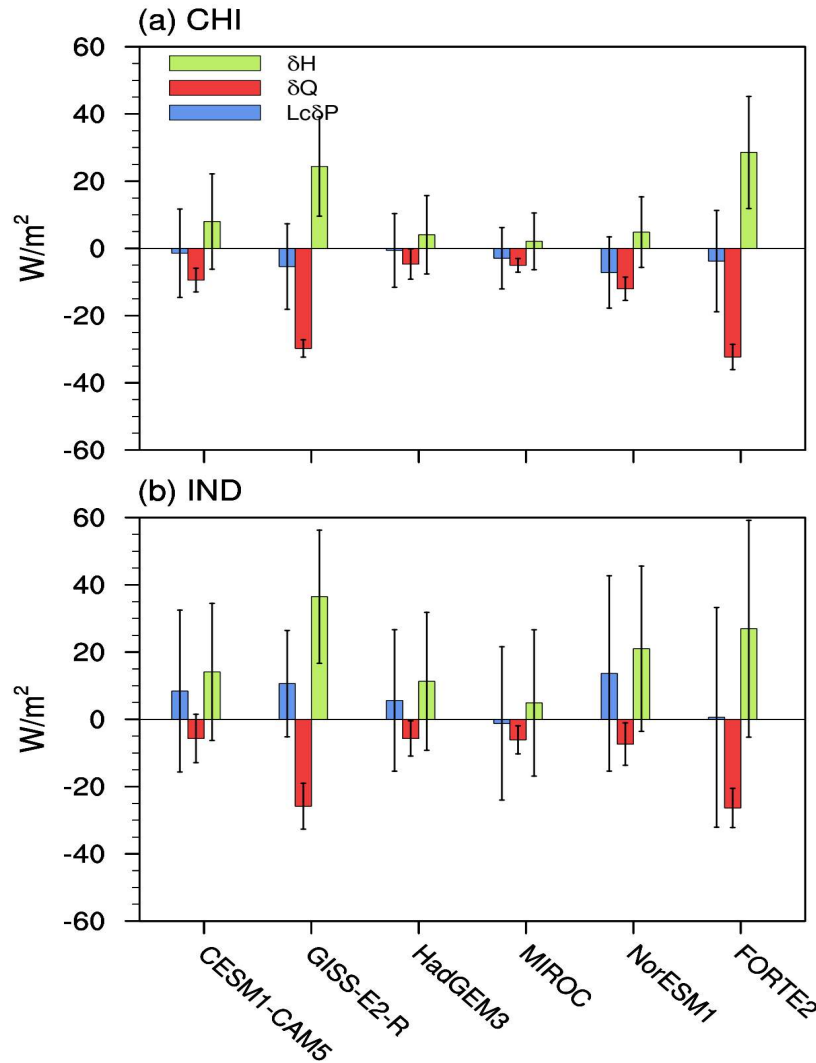 (a) CHI
60
40
20
0
-20
-40
-60
W/m²
δH
δQ
LcδP
(b) IND
60
40
20
0
-20
-40
-60
W/m²
CESM1-CAM5
GISS-E2-R
HadGEM3
MIROC
NorESM1
FORTE2